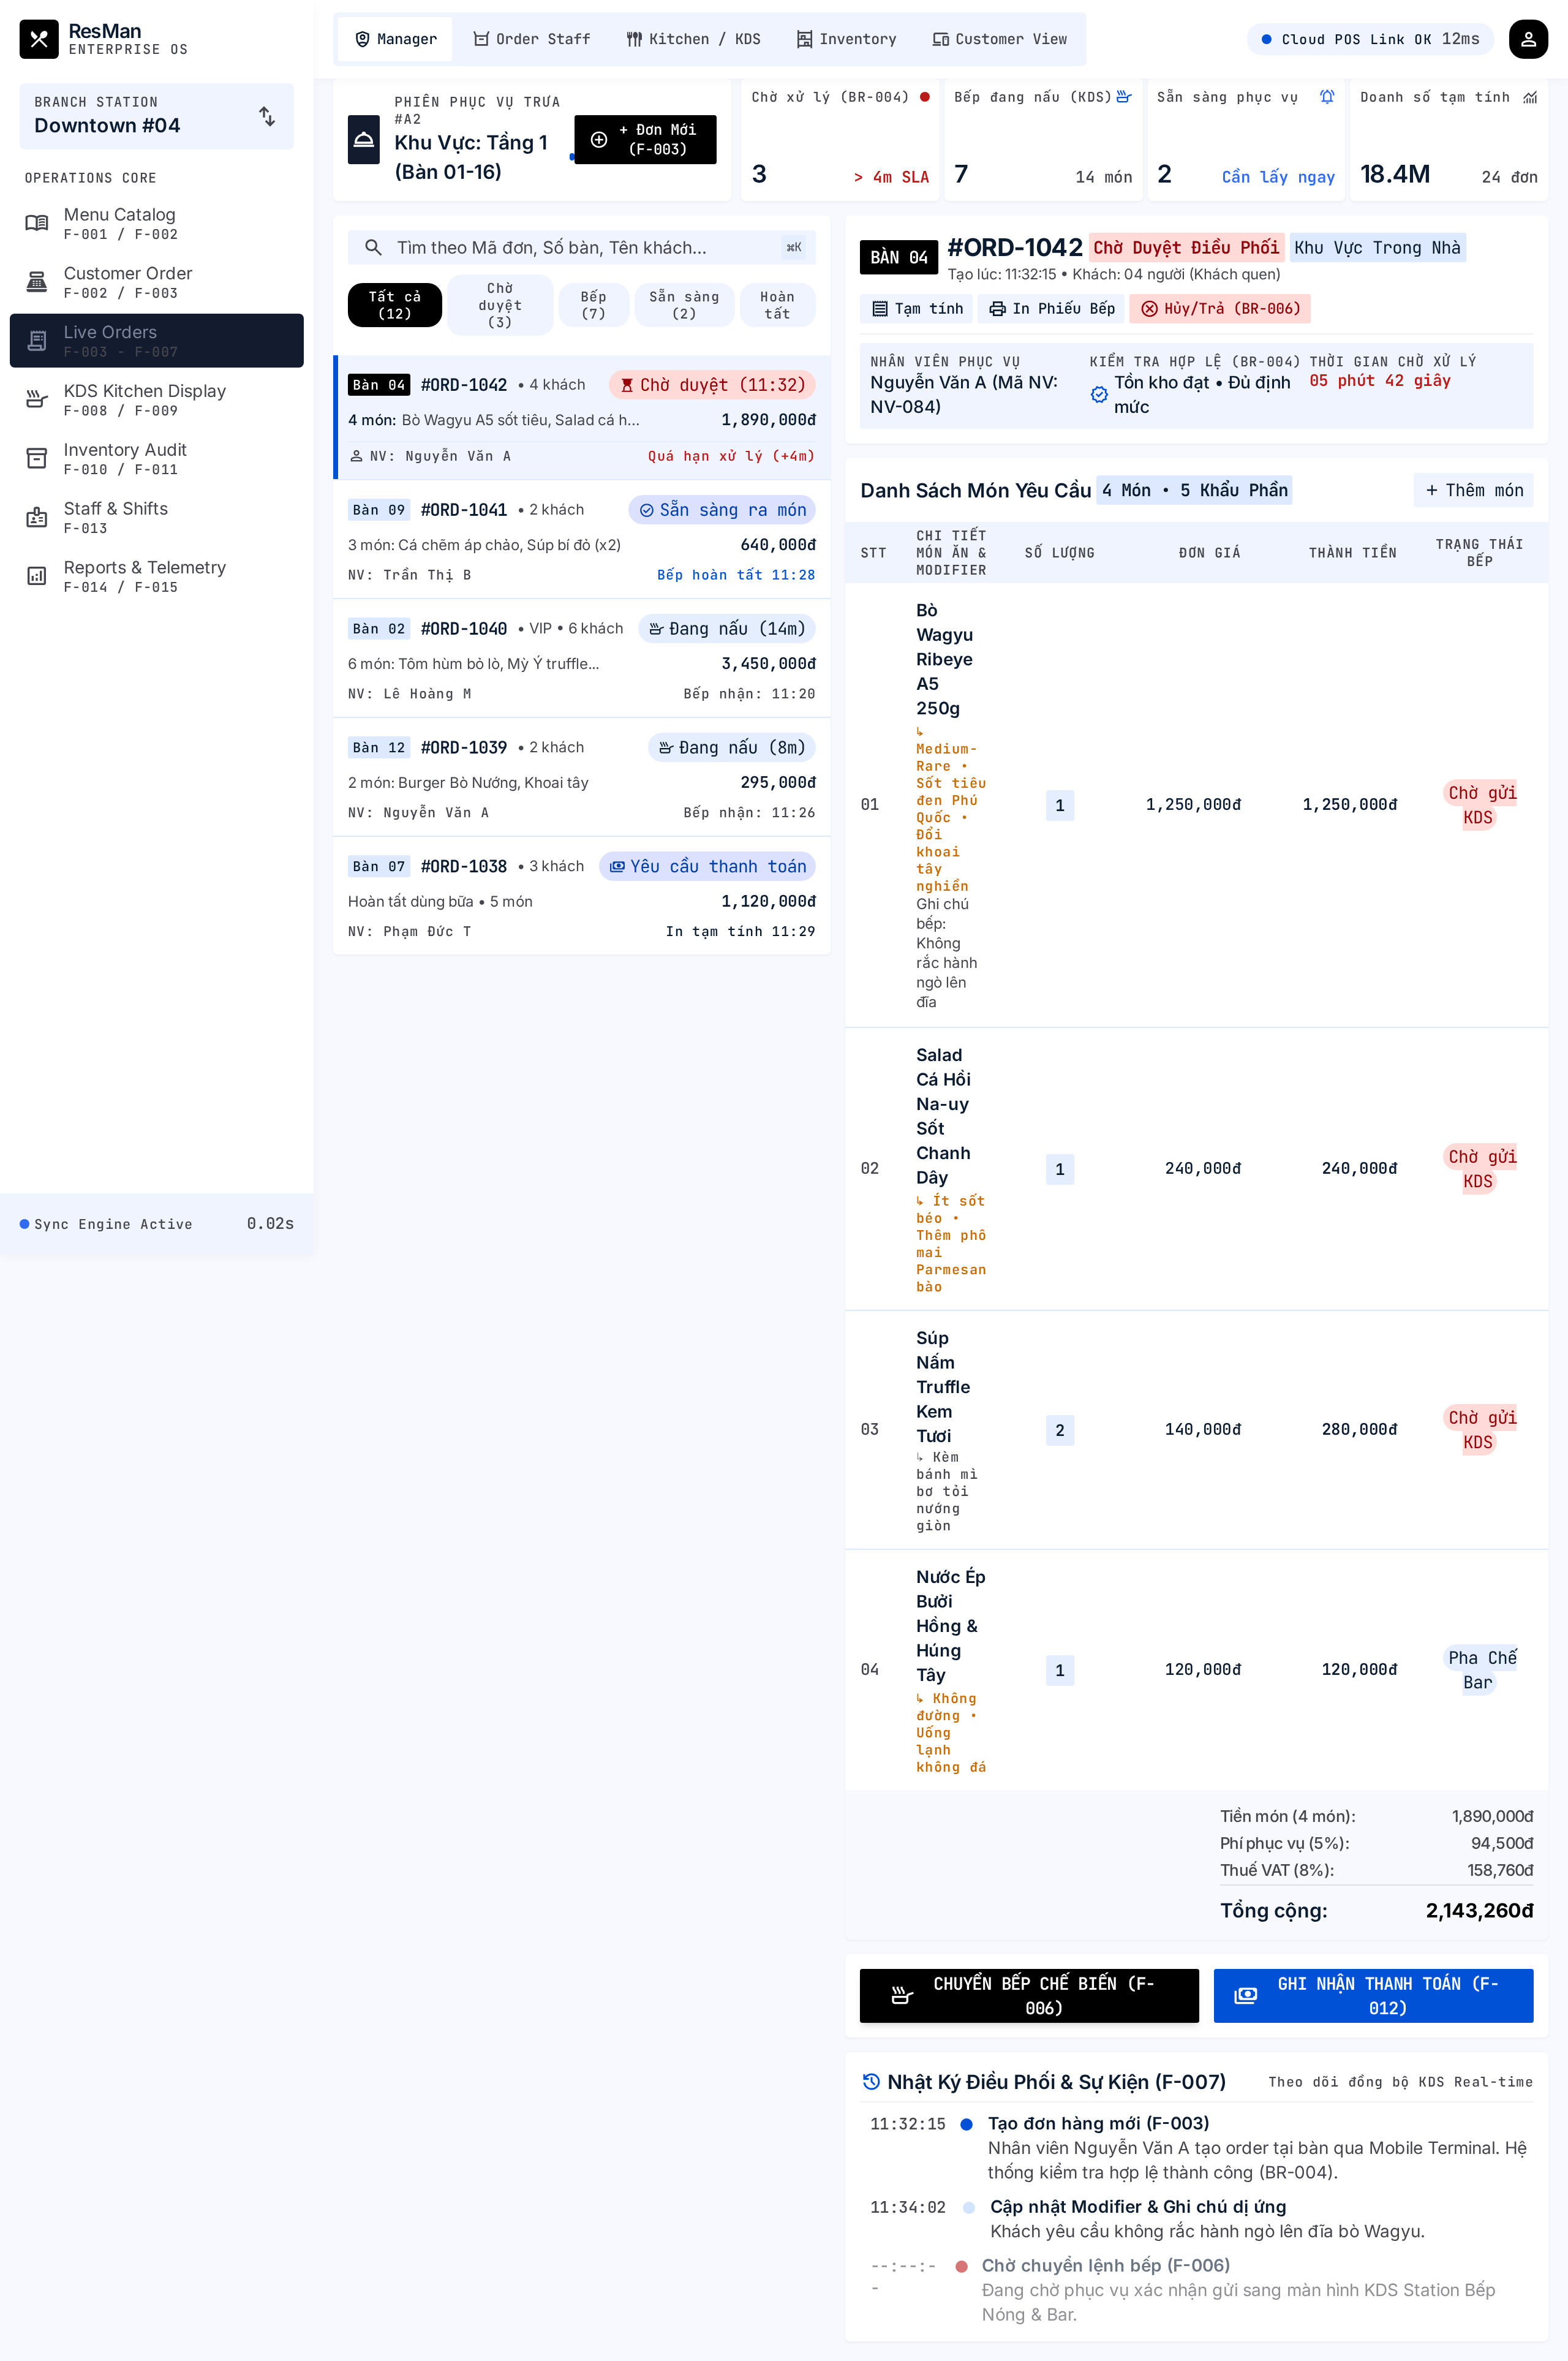 ResMan
ENTERPRISE OS
BRANCH STATION
Downtown #04
OPERATIONS CORE
Menu Catalog
F-001 / F-002
Customer Order
F-002 / F-003
Live Orders
F-003 - F-007
KDS Kitchen Display
F-008 / F-009
Inventory Audit
F-010 / F-011
Staff & Shifts
F-013
Reports & Telemetry
F-014 / F-015
Sync Engine Active 0.02s
Manager Order Staff Kitchen / KDS Inventory Customer View
Cloud POS Link OK 12ms
PHIÊN PHỤC VỤ TRƯA
#A2
Khu Vực: Tầng 1
(Bàn 01-16)
+ Đơn Mới
(F-003)
Chờ xử lý (BR-004)
3 > 4m SLA
Bếp đang nấu (KDS)
7 14 món
Sẵn sàng phục vụ
2 Cần lấy ngay
Doanh số tạm tính
18.4M 24 đơn
Tìm theo Mã đơn, Số bàn, Tên khách... ⌘K
Tất cả
(12)
Chờ
duyệt
(3)
Bếp
(7)
Sẵn sàng
(2)
Hoàn
tất
Bàn 04 #ORD-1042 • 4 khách Chờ duyệt (11:32)
4 món: Bò Wagyu A5 sốt tiêu, Salad cá h... 1,890,000đ
NV: Nguyễn Văn A Quá hạn xử lý (+4m)
Bàn 09 #ORD-1041 • 2 khách Sẵn sàng ra món
3 món: Cá chẽm áp chảo, Súp bí đỏ (x2) 640,000đ
NV: Trần Thị B Bếp hoàn tất 11:28
Bàn 02 #ORD-1040 • VIP • 6 khách Đang nấu (14m)
6 món: Tôm hùm bỏ lò, Mỳ Ý truffle... 3,450,000đ
NV: Lê Hoàng M Bếp nhận: 11:20
Bàn 12 #ORD-1039 • 2 khách Đang nấu (8m)
2 món: Burger Bò Nướng, Khoai tây 295,000đ
NV: Nguyễn Văn A Bếp nhận: 11:26
Bàn 07 #ORD-1038 • 3 khách Yêu cầu thanh toán
Hoàn tất dùng bữa • 5 món 1,120,000đ
NV: Phạm Đức T In tạm tính 11:29
BÀN 04 #ORD-1042 Chờ Duyệt Điều Phối Khu Vực Trong Nhà
Tạo lúc: 11:32:15 • Khách: 04 người (Khách quen)
Tạm tính In Phiếu Bếp Hủy/Trả (BR-006)
NHÂN VIÊN PHỤC VỤ
Nguyễn Văn A (Mã NV:
NV-084)
KIỂM TRA HỢP LỆ (BR-004)
Tồn kho đạt • Đủ định
mức
THỜI GIAN CHỜ XỬ LÝ
05 phút 42 giây
Danh Sách Món Yêu Cầu 4 Món • 5 Khẩu Phần + Thêm món
STT
CHI TIẾT
MÓN ĂN &
MODIFIER
SỐ LƯỢNG
ĐƠN GIÁ
THÀNH TIỀN
TRẠNG THÁI
BẾP
01
Bò
Wagyu
Ribeye
A5
250g
↳
Medium-
Rare •
Sốt tiêu
đen Phú
Quốc •
Đổi
khoai
tây
nghiền
Ghi chú
bếp:
Không
rắc hành
ngò lên
đĩa
1
1,250,000đ
1,250,000đ
Chờ gửi
KDS
02
Salad
Cá Hồi
Na-uy
Sốt
Chanh
Dây
↳ Ít sốt
béo •
Thêm phô
mai
Parmesan
bào
1
240,000đ
240,000đ
Chờ gửi
KDS
03
Súp
Nấm
Truffle
Kem
Tươi
↳ Kèm
bánh mì
bơ tỏi
nướng
giòn
2
140,000đ
280,000đ
Chờ gửi
KDS
04
Nước Ép
Bưởi
Hồng &
Húng
Tây
↳ Không
đường •
Uống
lạnh
không đá
1
120,000đ
120,000đ
Pha Chế
Bar
Tiền món (4 món): 1,890,000đ
Phí phục vụ (5%): 94,500đ
Thuế VAT (8%): 158,760đ
Tổng cộng: 2,143,260đ
CHUYỂN BẾP CHẾ BIẾN (F-
006)
GHI NHẬN THANH TOÁN (F-
012)
Nhật Ký Điều Phối & Sự Kiện (F-007) Theo dõi đồng bộ KDS Real-time
11:32:15 Tạo đơn hàng mới (F-003)
Nhân viên Nguyễn Văn A tạo order tại bàn qua Mobile Terminal. Hệ
thống kiểm tra hợp lệ thành công (BR-004).
11:34:02 Cập nhật Modifier & Ghi chú dị ứng
Khách yêu cầu không rắc hành ngò lên đĩa bò Wagyu.
--:--:-
-
Chờ chuyển lệnh bếp (F-006)
Đang chờ phục vụ xác nhận gửi sang màn hình KDS Station Bếp
Nóng & Bar.